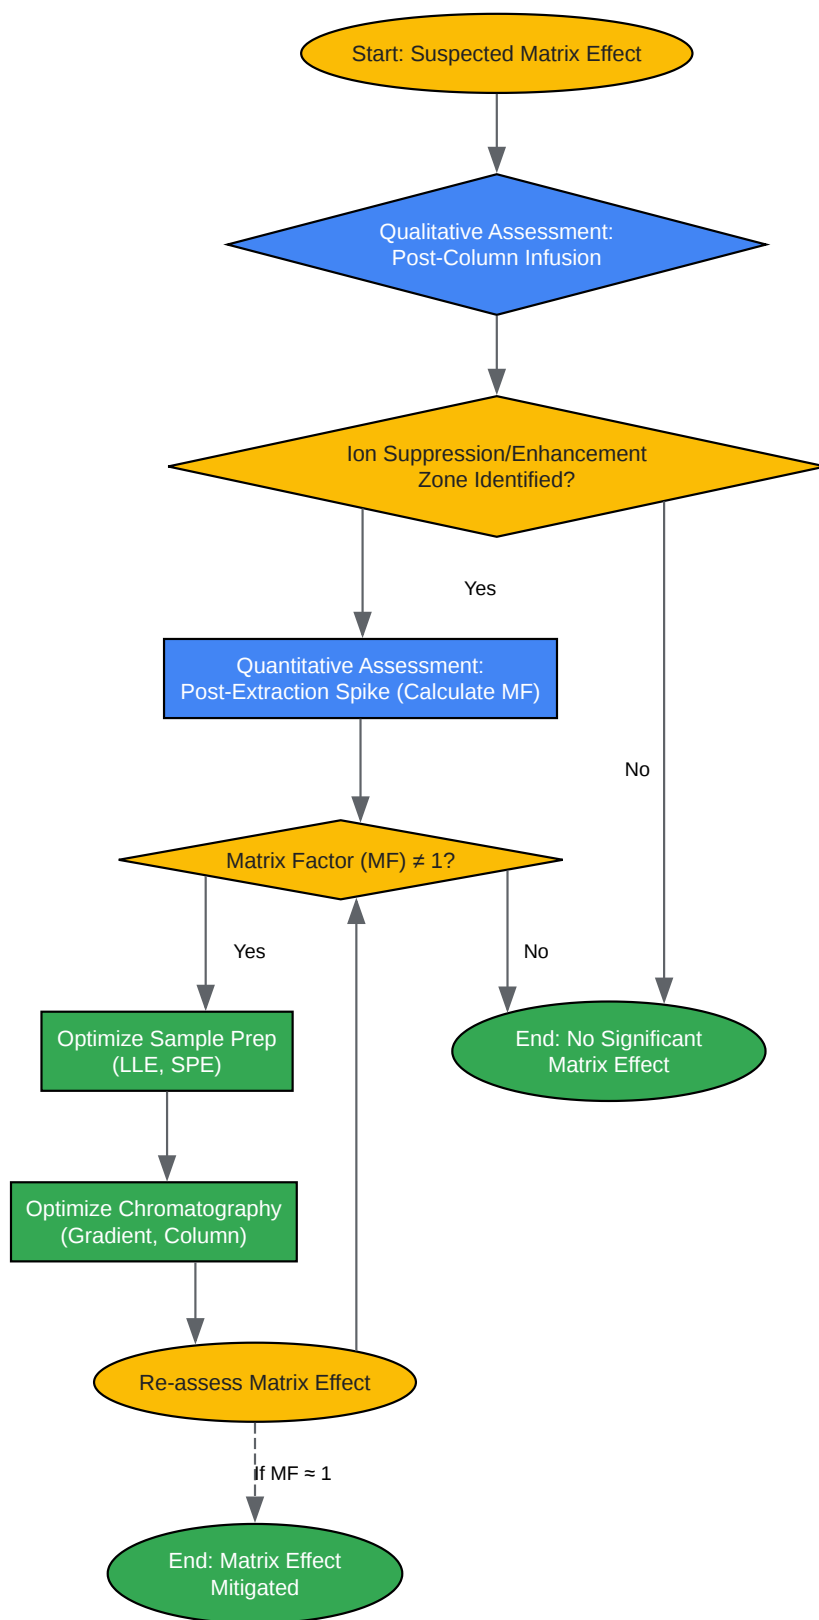 Start: Suspected Matrix Effect
Qualitative Assessment:
Post-Column Infusion
Ion Suppression/Enhancement
Zone Identified?
Yes
Quantitative Assessment:
Post-Extraction Spike (Calculate MF)
No
Matrix Factor (MF) ≠ 1?
Yes
No
Optimize Sample Prep
(LLE, SPE)
End: No Significant
Matrix Effect
Optimize Chromatography
(Gradient, Column)
Re-assess Matrix Effect
If MF ≈ 1
End: Matrix Effect
Mitigated